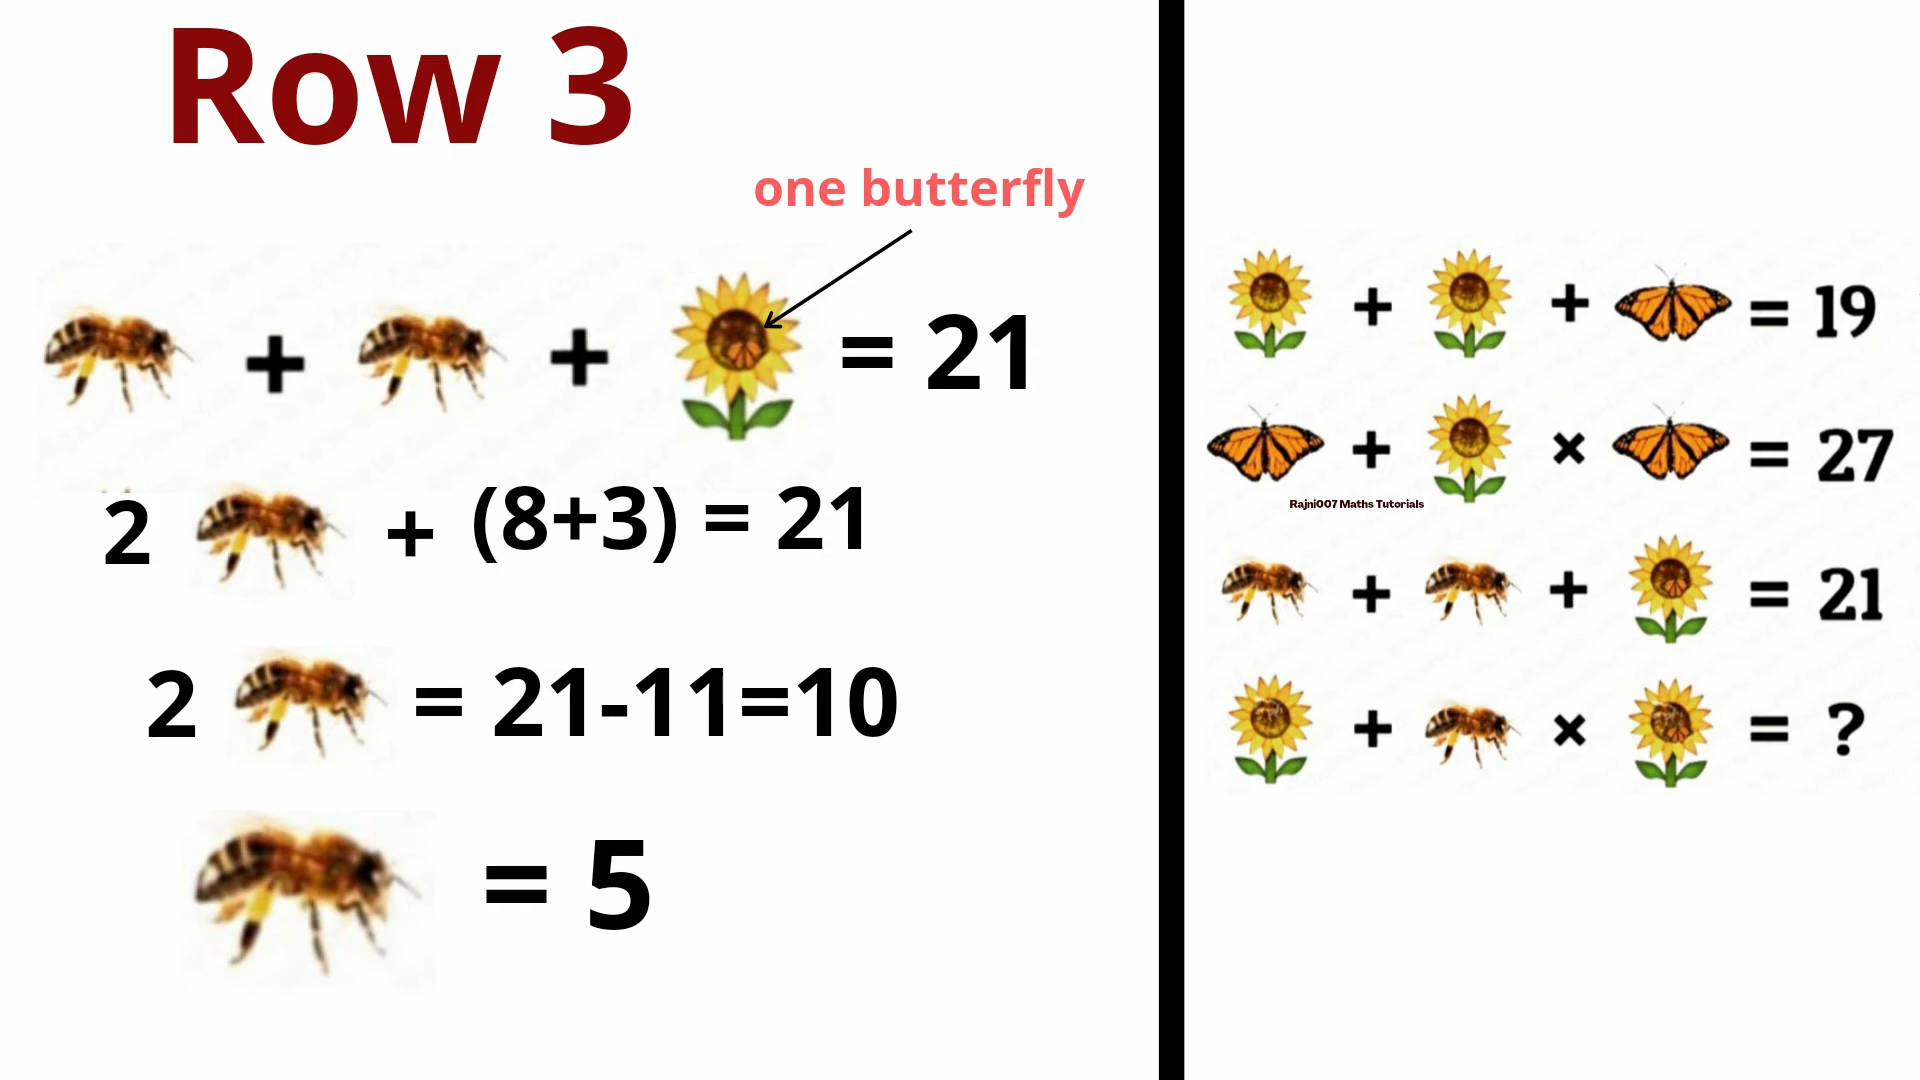 Row 3
one butterfly
+ + = 21
2 + (8+3) = 21
2 = 21-11=10
= 5
+ + = 19
+ × = 27
Rajni007 Maths Tutorials
+ + = 21
+ × = ?